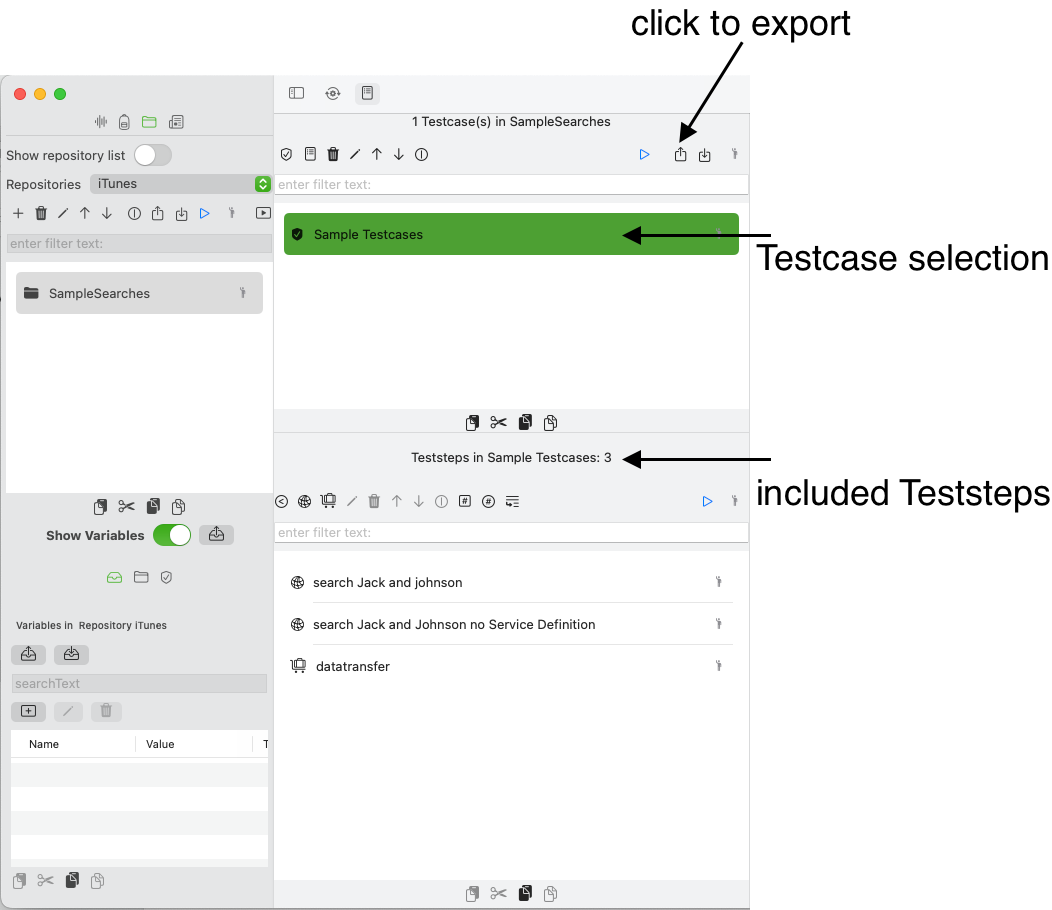 click to export
1 Testcase(s) in SampleSearches
Show repository list
Repositories
iTunes
enter filter text:
enter filter text:
Sample Testcases
Testcase selection
SampleSearches
Teststeps in Sample Testcases: 3
included Teststeps
Show Variables
enter filter text:
search Jack and johnson
search Jack and Johnson no Service Definition
Variables in Repository iTunes
datatransfer
searchText
Name
Value
T